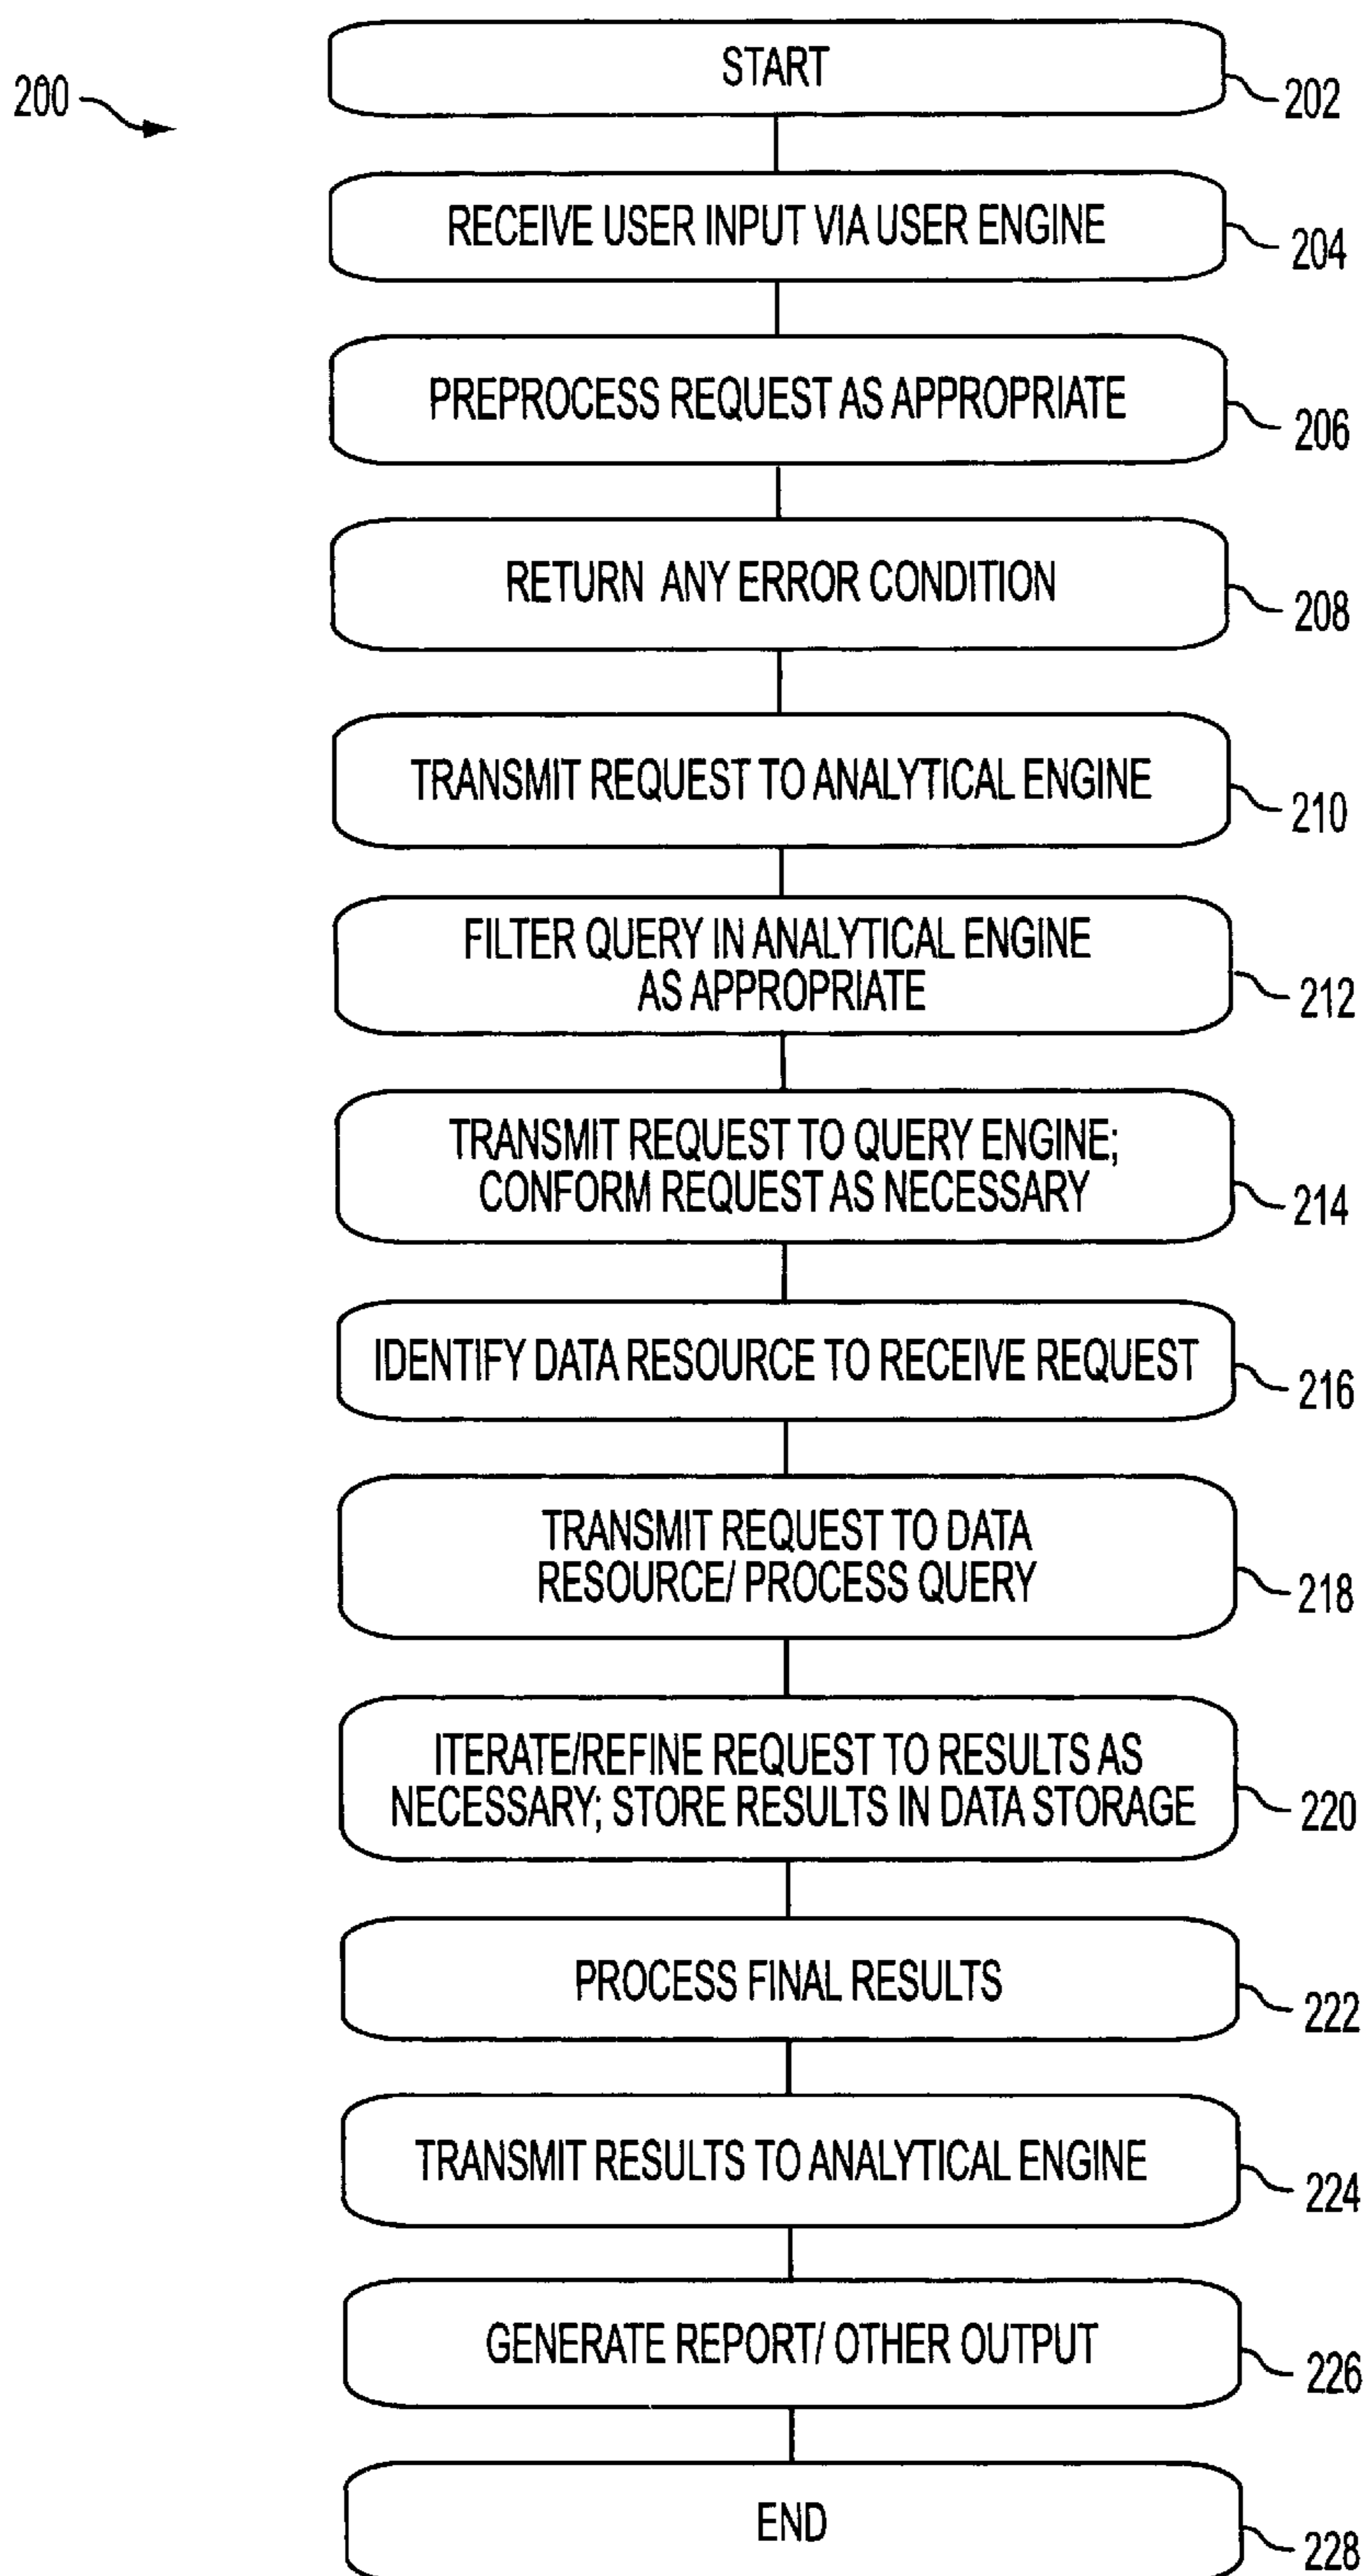 200
START
202
RECEIVE USER INPUT VIA USER ENGINE
204
PREPROCESS REQUEST AS APPROPRIATE
206
RETURN ANY ERROR CONDITION
208
TRANSMIT REQUEST TO ANALYTICAL ENGINE
210
FILTER QUERY IN ANALYTICAL ENGINE
AS APPROPRIATE
212
TRANSMIT REQUEST TO QUERY ENGINE;
CONFORM REQUEST AS NECESSARY
214
IDENTIFY DATA RESOURCE TO RECEIVE REQUEST
216
TRANSMIT REQUEST TO DATA
RESOURCE/ PROCESS QUERY
218
ITERATE/REFINE REQUEST TO RESULTS AS
NECESSARY; STORE RESULTS IN DATA STORAGE
220
PROCESS FINAL RESULTS
222
TRANSMIT RESULTS TO ANALYTICAL ENGINE
224
GENERATE REPORT/ OTHER OUTPUT
226
END
228